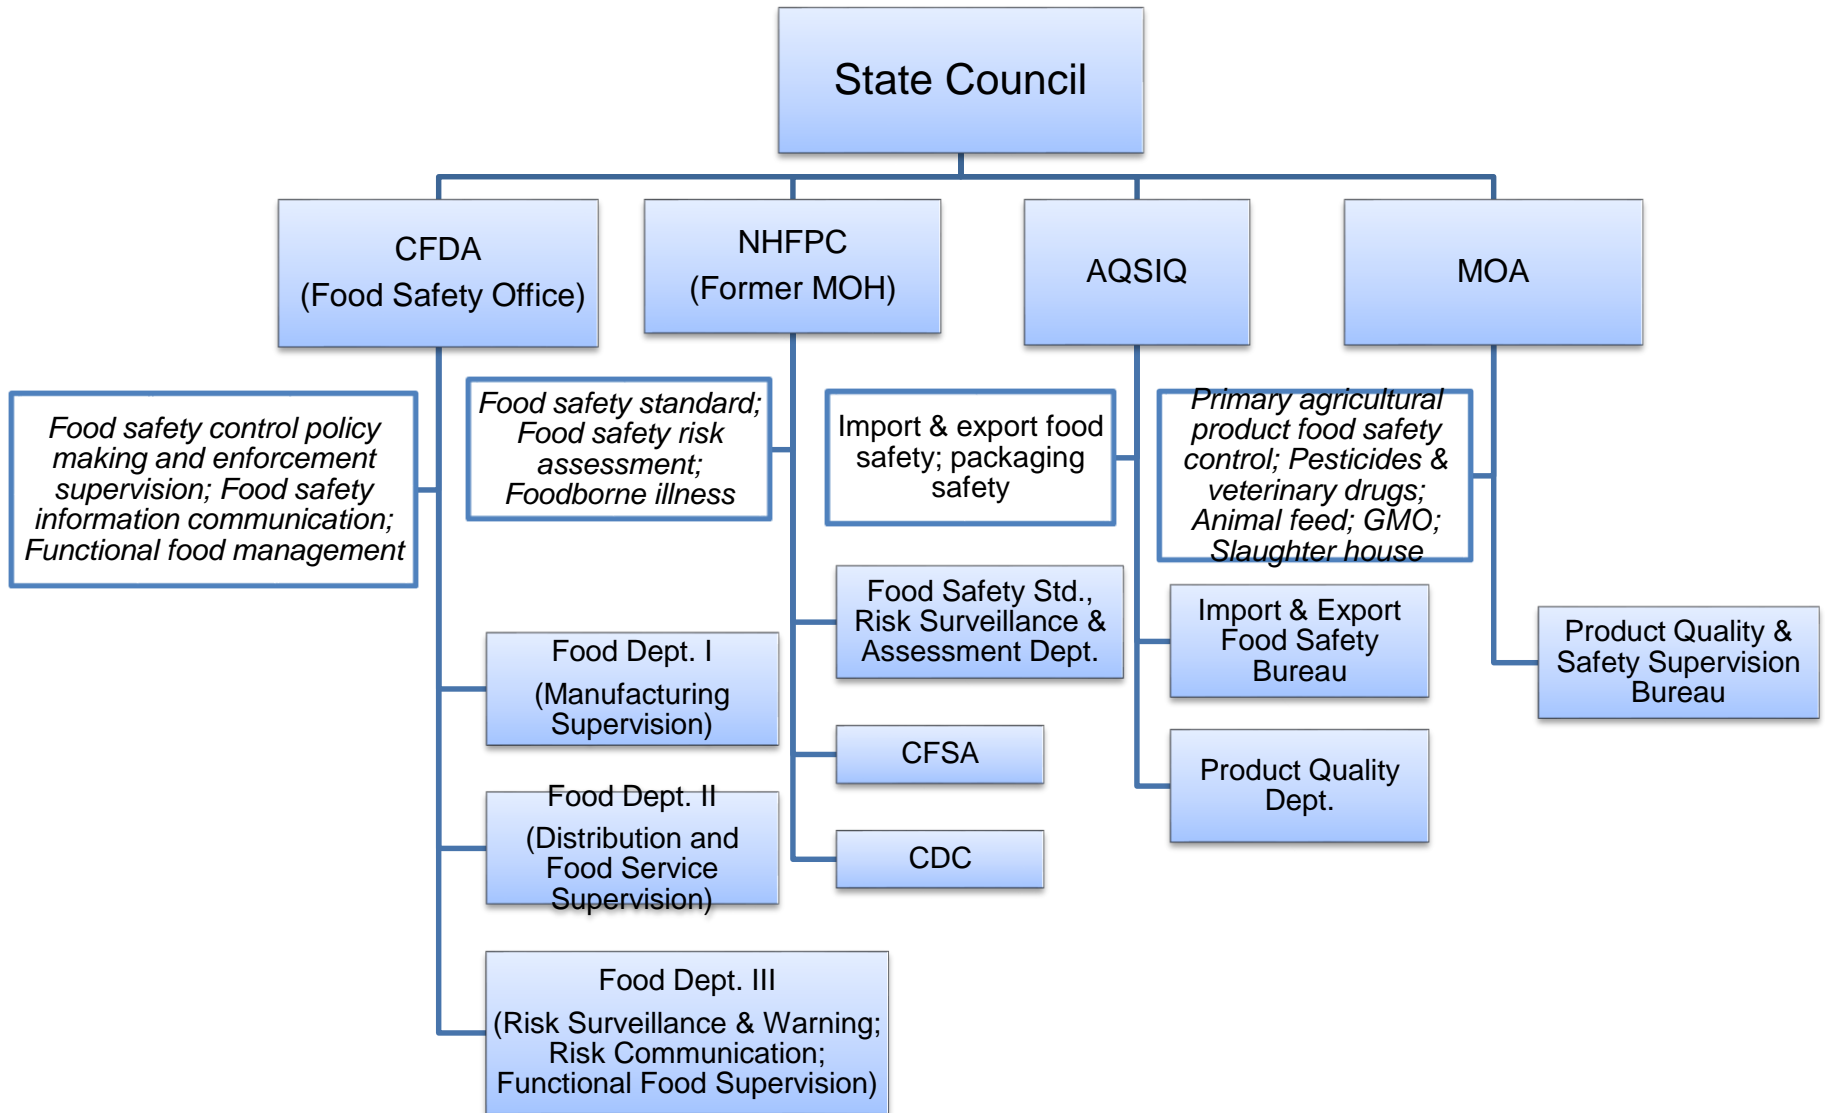 State Council
CFDA
(Food Safety Office)
NHFPC
(Former MOH)
AQSIQ
MOA
Food safety control policy
making and enforcement
supervision; Food safety
information communication;
Functional food management
Food safety standard;
Food safety risk
assessment;
Foodborne illness
Import & export food
safety; packaging
safety
Primary agricultural
product food safety
control; Pesticides &
veterinary drugs;
Animal feed; GMO;
Slaughter house
Food Dept. I
(Manufacturing
Supervision)
Food Dept. II
(Distribution and
Food Service
Supervision)
Food Dept. III
(Risk Surveillance & Warning;
Risk Communication;
Functional Food Supervision)
Food Safety Std.,
Risk Surveillance &
Assessment Dept.
CFSA
CDC
Import & Export
Food Safety
Bureau
Product Quality
Dept.
Product Quality &
Safety Supervision
Bureau